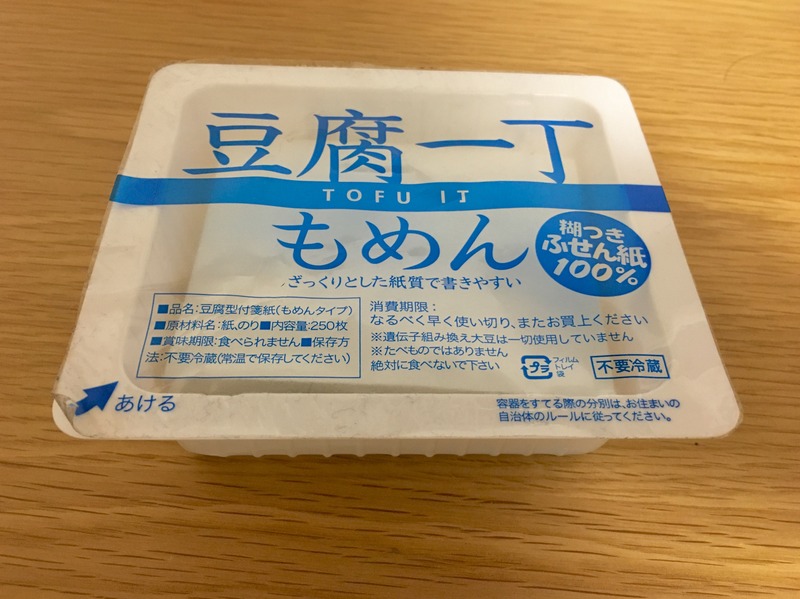 豆腐一丁
TOFU IT
もめん
ざっくりとした紙質で書きやすい
糊つき
ふせん紙
100%
■品名:豆腐型付箋紙(もめんタイプ)
■原材料名:紙、のり■内容量:250枚
■賞味期限:食べられません■保存方
法:不要冷蔵(常温で保存してください)
消費期限:
なるべく早く使い切り、またお買上ください
※遺伝子組み換え大豆は一切使用していません
※たべものではありません
絶対に食べないで下さい
プラ
フィルム
トレイ
袋
不要冷蔵
あける
容器をすてる際の分別は、お住まいの
自治体のルールに従ってください。